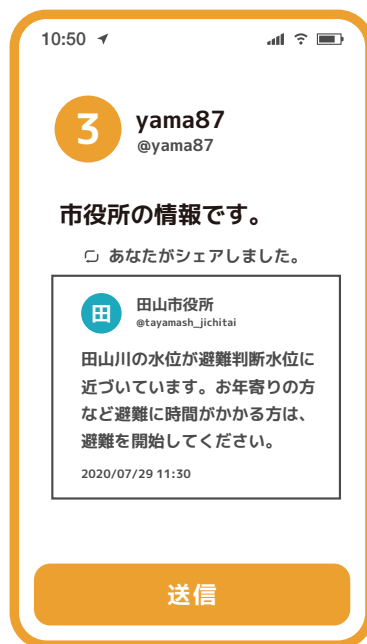 10:50
3
yama87
@yama87
市役所の情報です。
あなたがシェアしました。
田
田山市役所
@tayamash_jichitai
田山川の水位が避難判断水位に
近づいています。お年寄りの方
など避難に時間がかかる方は、
避難を開始してください。
2020/07/29 11:30
送信